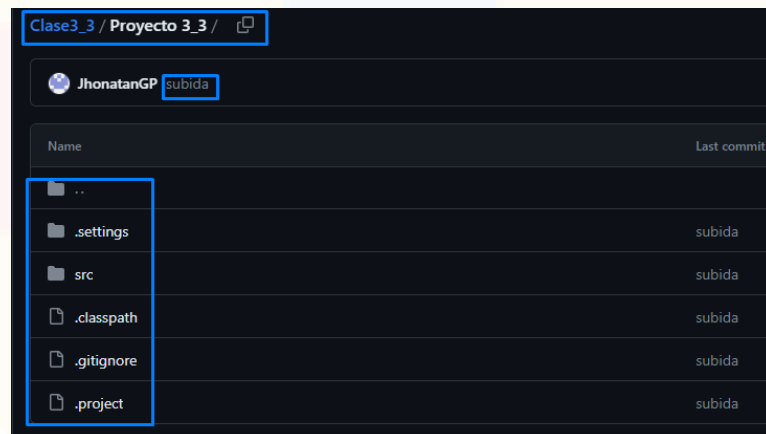 Clase3_3 / Proyecto 3_3 /
JhonatanGP subida
Name Last commit
..
.settings subida
src subida
.classpath subida
.gitignore subida
.project subida